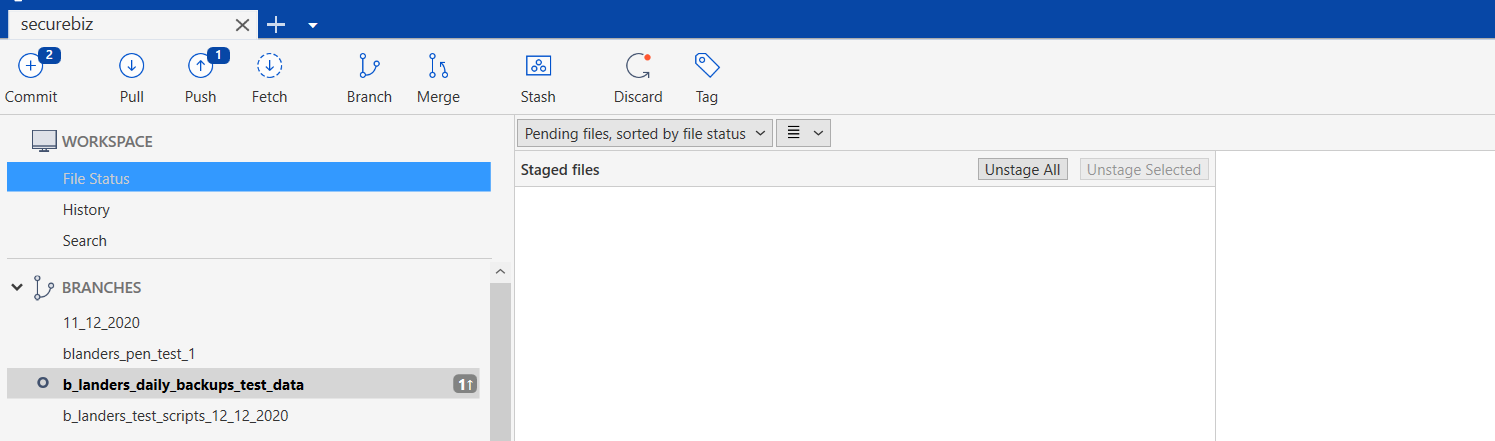 securebiz
2 1
Commit Pull Push Fetch Branch Merge Stash Discard Tag
WORKSPACE
File Status
History
Search
BRANCHES
11_12_2020
blanders_pen_test_1
b_landers_daily_backups_test_data 1↑
b_landers_test_scripts_12_12_2020
Pending files, sorted by file status
Staged files Unstage All Unstage Selected